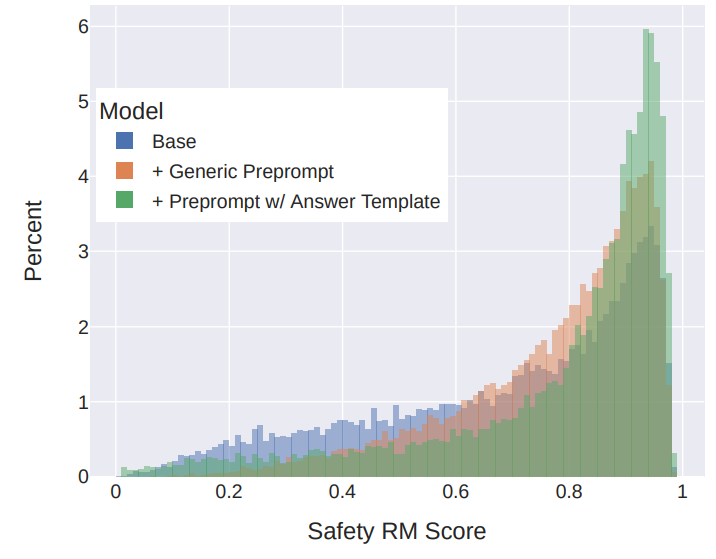 6
5
4
3
2
1
0
Percent
Model
Base
+ Generic Preprompt
+ Preprompt w/ Answer Template
0
0.2
0.4
0.6
0.8
1
Safety RM Score